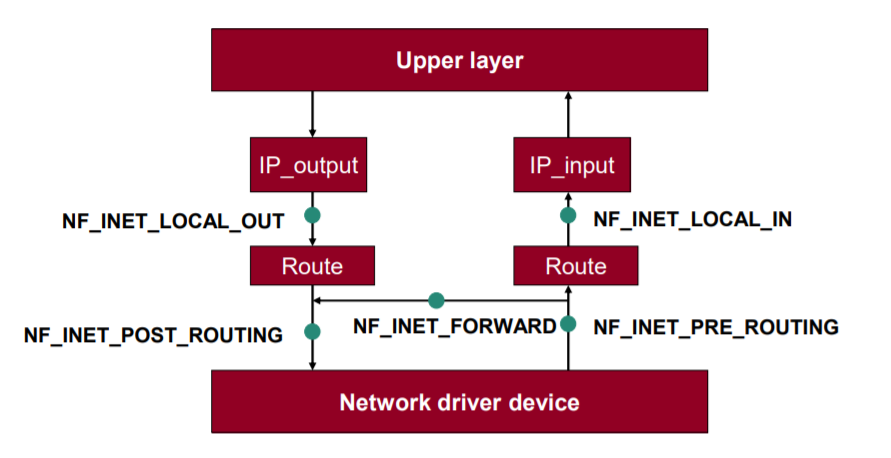 Upper layer
IP_output
IP_input
NF_INET_LOCAL_OUT
NF_INET_LOCAL_IN
Route
Route
NF_INET_POST_ROUTING
NF_INET_FORWARD
NF_INET_PRE_ROUTING
Network driver device